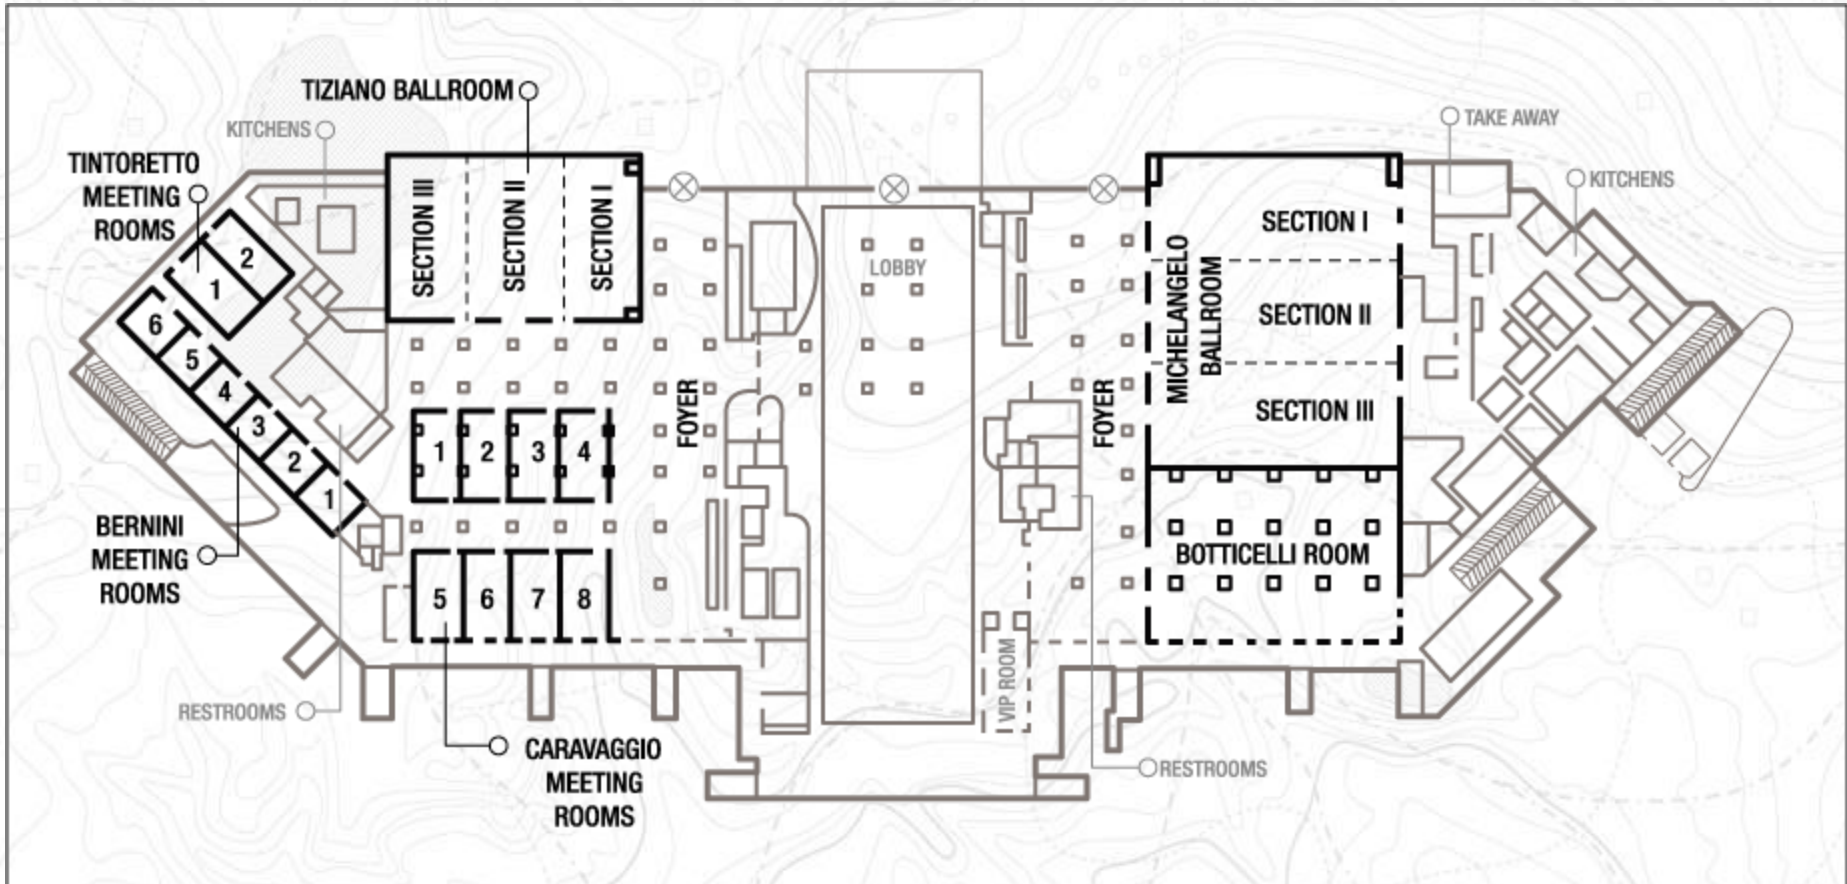 TIZIANO BALLROOM
KITCHENS
TINTORETTO
MEETING
ROOMS
SECTION III
SECTION II
SECTION I
2
1
6
5
4
3
2
1
BERNINI
MEETING
ROOMS
1
2
3
4
5
6
7
8
FOYER
RESTROOMS
CARAVAGGIO
MEETING
ROOMS
LOBBY
VIP ROOM
FOYER
RESTROOMS
MICHELANGELO
BALLROOM
SECTION I
SECTION II
SECTION III
BOTTICELLI ROOM
TAKE AWAY
KITCHENS